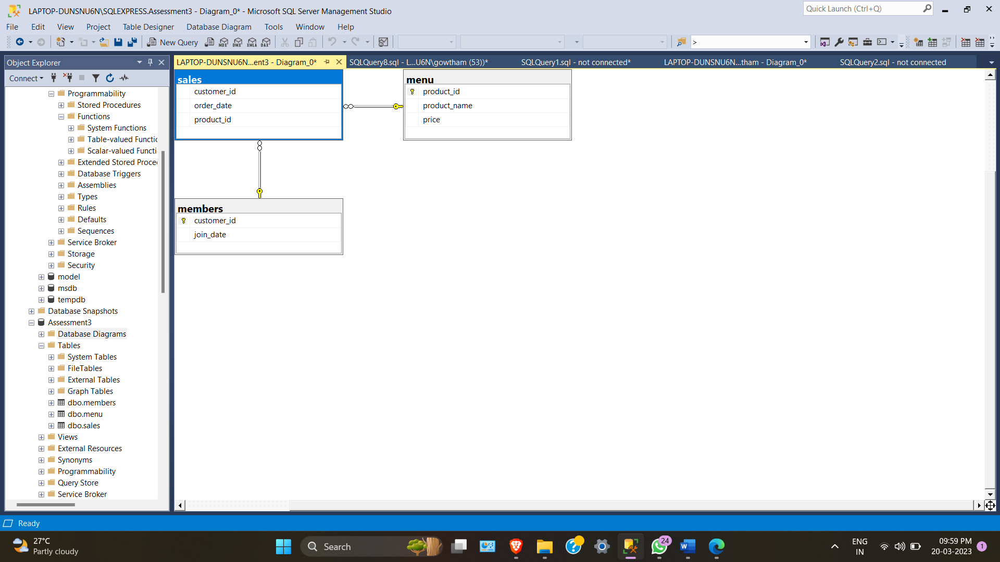 LAPTOP-DUNSNU6N\SQLEXPRESS.Assessment3 - Diagram_0* - Microsoft SQL Server Management Studio
Quick Launch (Ctrl+Q)
File Edit View Project Table Designer Database Diagram Tools Window Help
New Query MDX DMX XMLA DAX >
Object Explorer
Connect
Programmability
Stored Procedures
Functions
System Functions
Table-valued Functic
Scalar-valued Functi
Extended Stored Proce
Database Triggers
Assemblies
Types
Rules
Defaults
Sequences
Service Broker
Storage
Security
model
msdb
tempdb
Database Snapshots
Assessment3
Database Diagrams
Tables
System Tables
FileTables
External Tables
Graph Tables
dbo.members
dbo.menu
dbo.sales
Views
External Resources
Synonyms
Programmability
Query Store
Service Broker
LAPTOP-DUNSNU6N...ent3 - Diagram_0* SQLQuery8.sql - L...U6N\gowtham (53))* SQLQuery1.sql - not connected* LAPTOP-DUNSNU6N...tham - Diagram_0* SQLQuery2.sql - not connected
sales
customer_id
order_date
product_id
menu
product_id
product_name
price
members
customer_id
join_date
Ready
27°C
Partly cloudy
Search
24
ENG
IN
09:59 PM
20-03-2023
1